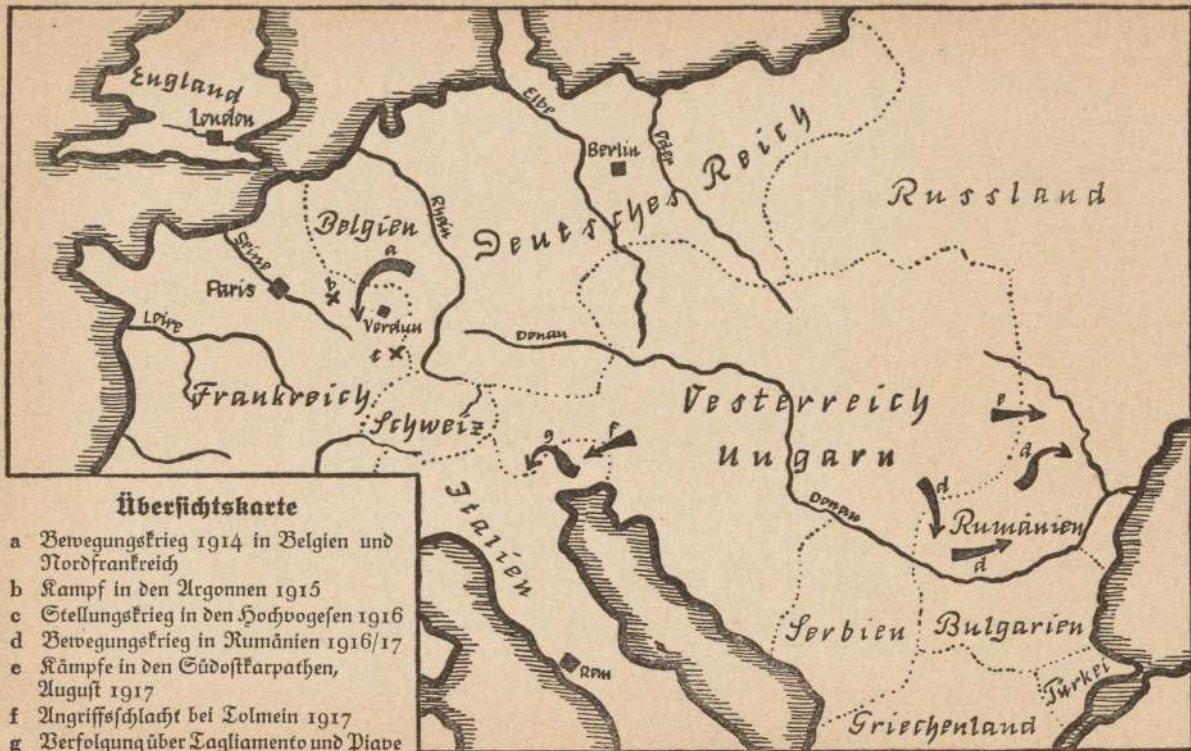 England
London
Elbe
Oder
Berlin
Deutsches Reich
Russland
Belgien
Rhein
a
Seine
Paris
b
Verdun
Loire
c
Donau
Frankreich
Schweiz
Oesterreich
Ungarn
e
g
f
d
d
Donau
Rumänien
d
Italien
Rom
Serbien
Bulgarien
Türkei
Griechenland
Übersichtskarte
a Bewegungskrieg 1914 in Belgien und
Nordfrankreich
b Kampf in den Argonnen 1915
c Stellungskrieg in den Hochvogesen 1916
d Bewegungskrieg in Rumänien 1916/17
e Kämpfe in den Südostkarpathen,
August 1917
f Angriffsschlacht bei Tolmein 1917
g Verfolgung über Tagliamento und Piave